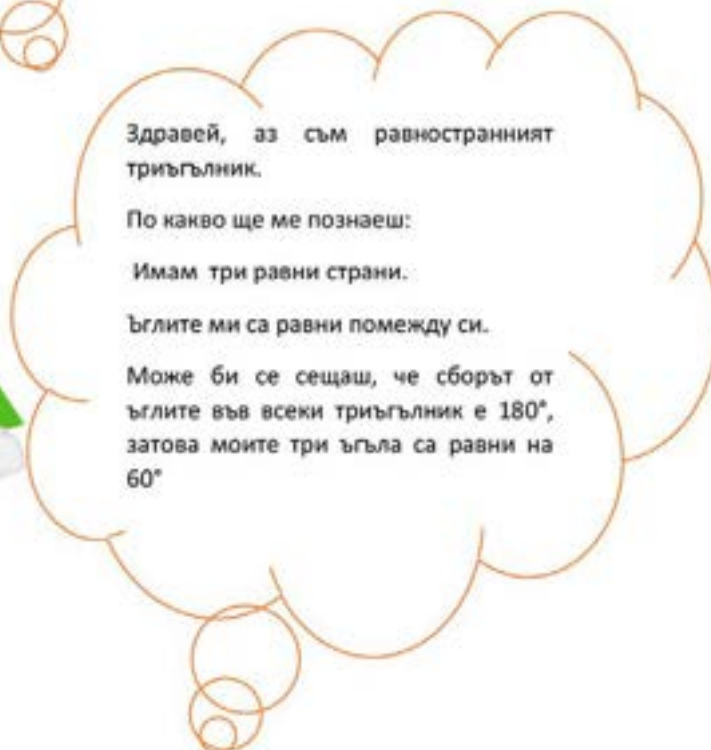 Здравей, аз съм равностранният
триъгълник.
По какво ще ме познаеш:
Имам три равни страни.
Ъглите ми са равни помежду си.
Може би се сещаш, че сборът от
ъглите във всеки триъгълник е 180°,
затова моите три ъгъла са равни на
60°